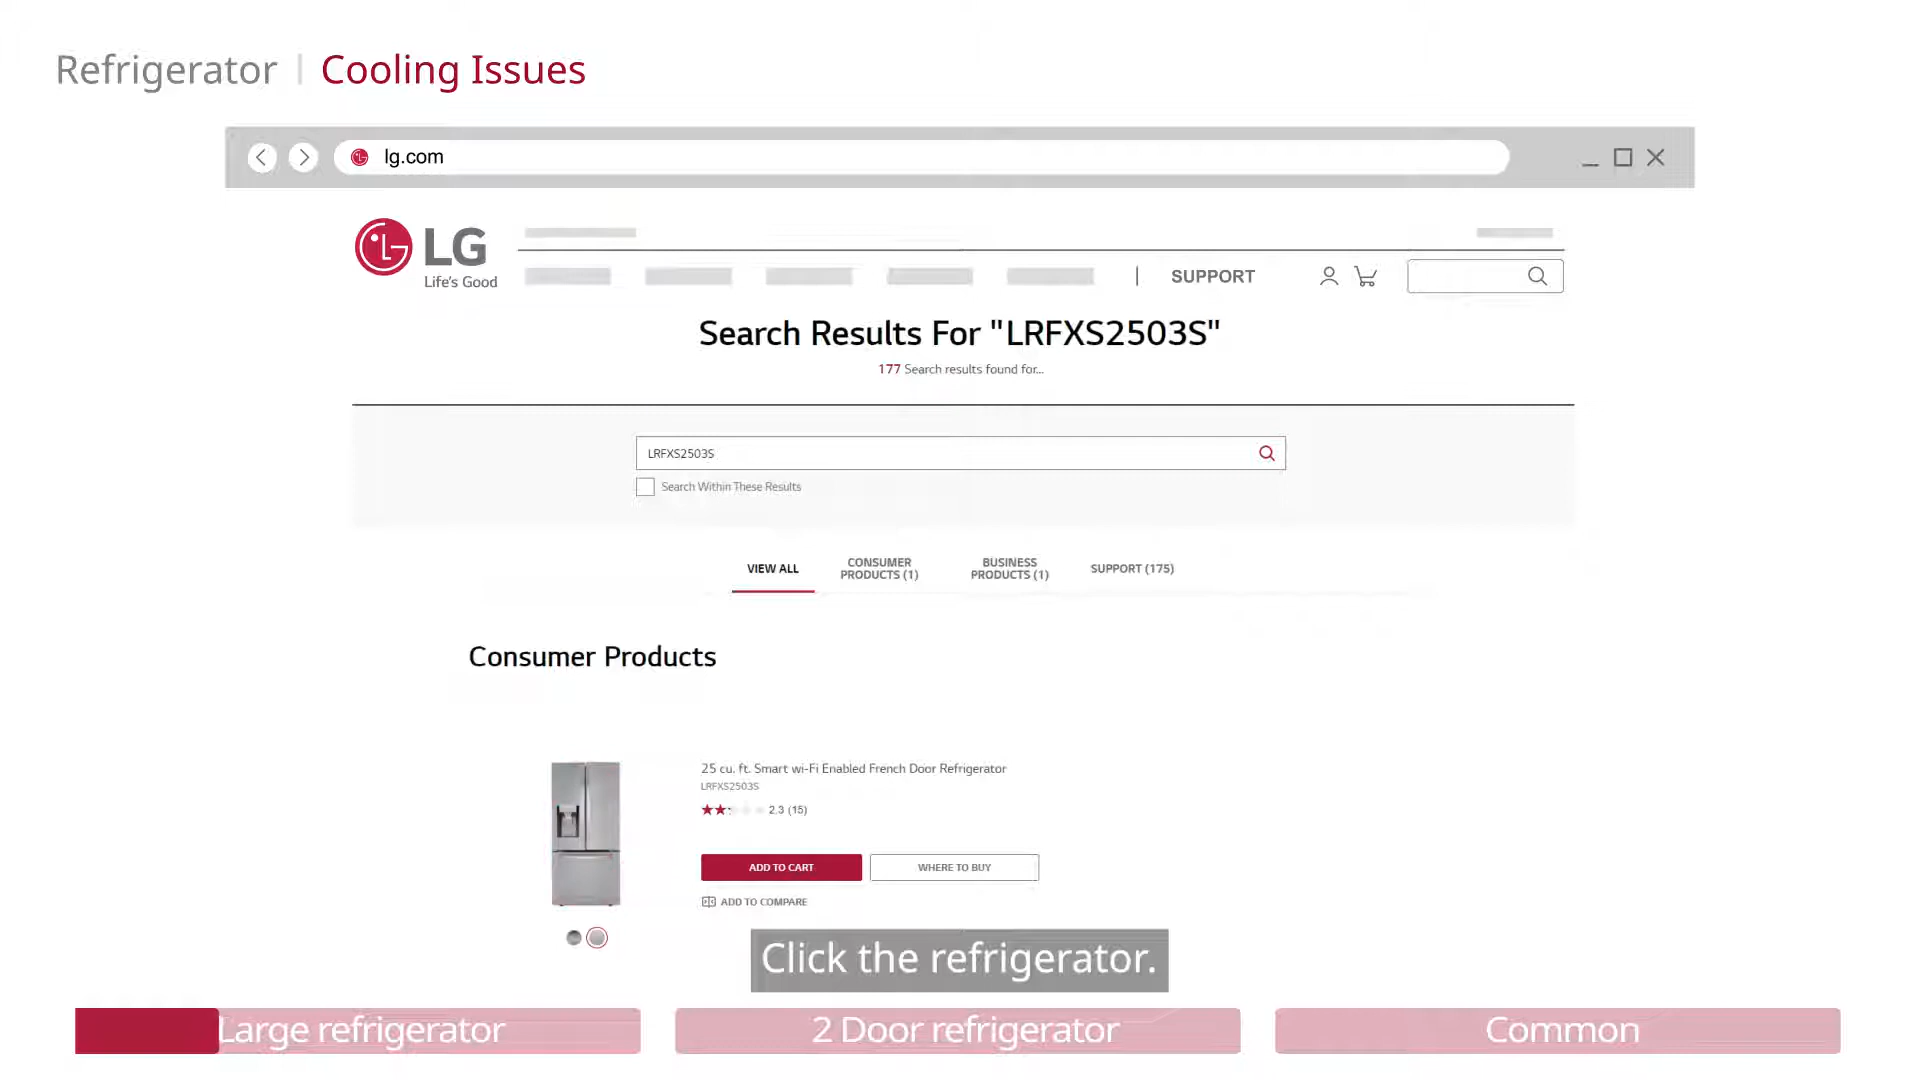 Refrigerator | Cooling Issues
lg.com
LG
Life's Good
SUPPORT
Search Results For "LRFXS2503S"
177 Search results found for...
LRFXS2503S
Search Within These Results
VIEW ALL
CONSUMER PRODUCTS (1)
BUSINESS PRODUCTS (1)
SUPPORT (175)
Consumer Products
25 cu. ft. Smart wi-Fi Enabled French Door Refrigerator
LRFXS2503S
2.3 (15)
ADD TO CART
WHERE TO BUY
ADD TO COMPARE
Click the refrigerator.
Large refrigerator
2 Door refrigerator
Common